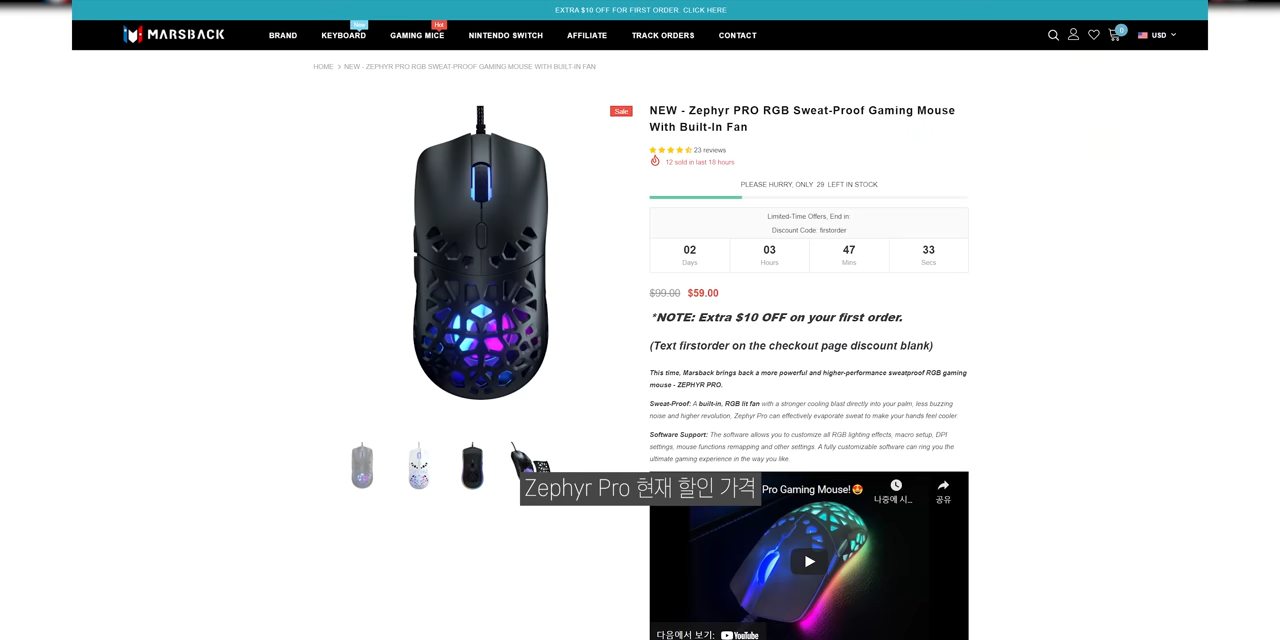 EXTRA $10 OFF FOR FIRST ORDER. CLICK HERE
MARSBACK
BRAND
KEYBOARD
New
GAMING MICE
Hot
NINTENDO SWITCH
AFFILIATE
TRACK ORDERS
CONTACT
0
USD
HOME > NEW - ZEPHYR PRO RGB SWEAT-PROOF GAMING MOUSE WITH BUILT-IN FAN
Sale
NEW - Zephyr PRO RGB Sweat-Proof Gaming Mouse
With Built-In Fan
23 reviews
12 sold in last 18 hours
PLEASE HURRY, ONLY 29 LEFT IN STOCK
Limited-Time Offers, End in:
Discount Code: firstorder
02 03 47 33
Days Hours Mins Secs
$99.00 $59.00
*NOTE: Extra $10 OFF on your first order.
(Text firstorder on the checkout page discount blank)
This time, Marsback brings back a more powerful and higher-performance sweatproof RGB gaming
mouse - ZEPHYR PRO.
Sweat-Proof: A built-in, RGB lit fan with a stronger cooling blast directly into your palm, less buzzing
noise and higher revolution, Zephyr Pro can effectively evaporate sweat to make your hands feel cooler
Software Support: The software allows you to customize all RGB lighting effects, macro setup, DPI
settings, mouse functions remapping and other settings. A fully customizable software can ring you the
ultimate gaming experience in the way you like.
Zephyr Pro 현재 할인 가격
Pro Gaming Mouse!😍
나중에 시...
공유
다음에서 보기: YouTube